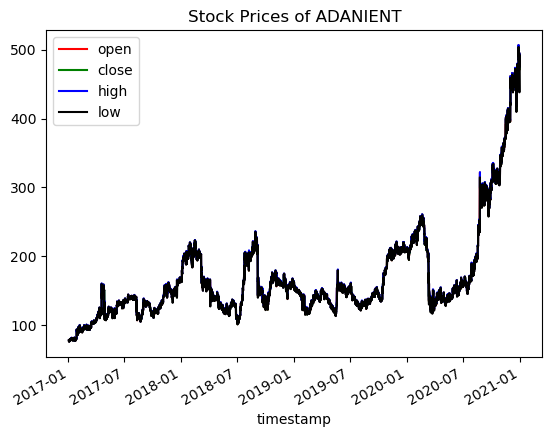 Stock Prices of ADANIENT
open
close
high
low
500
400
300
200
100
2017-01
2017-07
2018-01
2018-07
2019-01
2019-07
2020-01
2020-07
2021-01
timestamp